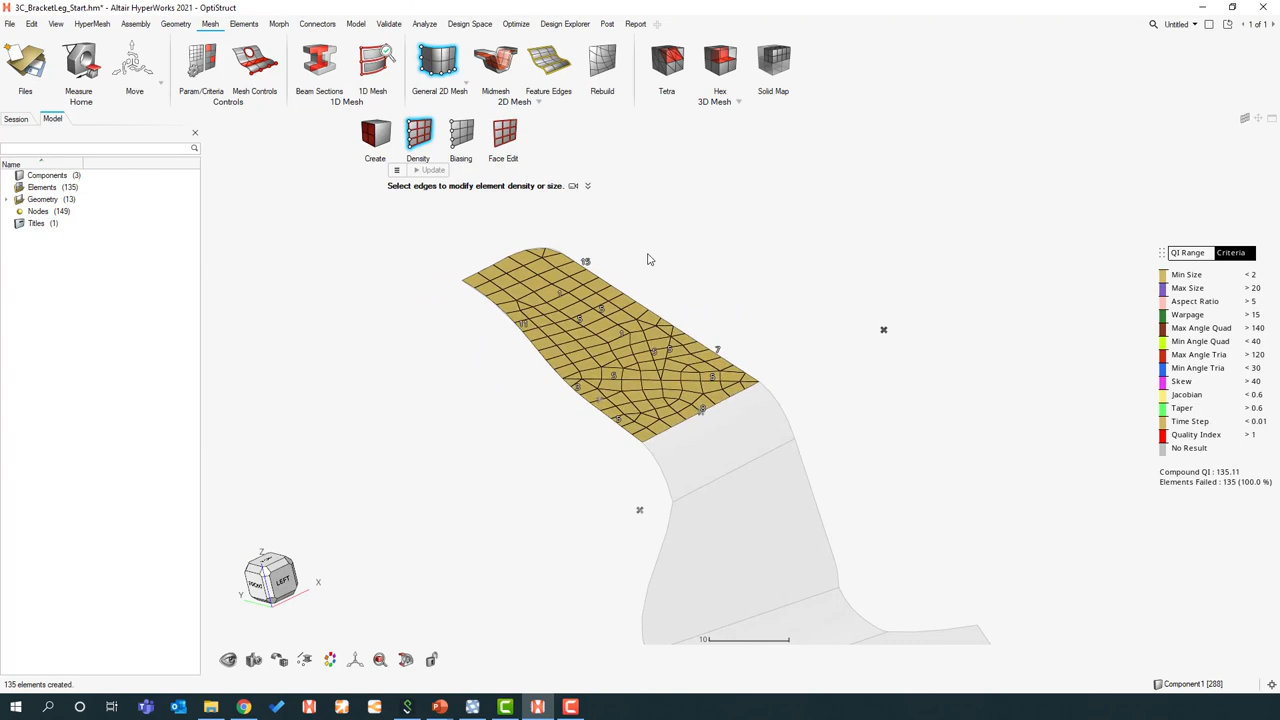 3C_BracketLeg_Start.hm* - Altair HyperWorks 2021 - OptiStruct
File Edit View HyperMesh Assembly Geometry Mesh Morph Elements Connectors Model Validate Analyze Design Space Optimize Design Explorer Post Report Untitled 1 of 1
Files Measure Move Param/Criteria Mesh Controls Beam Sections 1D Mesh General 2D Mesh Midmesh Feature Edges Rebuild Tetra Hex Solid Map
Home Controls 1D Mesh 2D Mesh 3D Mesh
Session Model
Create Density Biasing Face Edit
Name
Update
Components (3)
Select edges to modify element density or size.
Elements (135)
Geometry (13)
Nodes (149)
Titles (1)
QI Range Criteria
Min Size < 2
Max Size > 20
Aspect Ratio > 5
Warpage > 15
Max Angle Quad > 140
Min Angle Quad < 40
Max Angle Tria > 120
Min Angle Tria < 30
Skew > 40
Jacobian < 0.6
Taper > 0.6
Time Step < 0.01
Quality Index > 1
No Result
Compound QI : 135.11
Elements Failed : 135 (100.0 %)
15
11
7
Z
LEFT
X
Y
10
135 elements created.
Component1 [288]